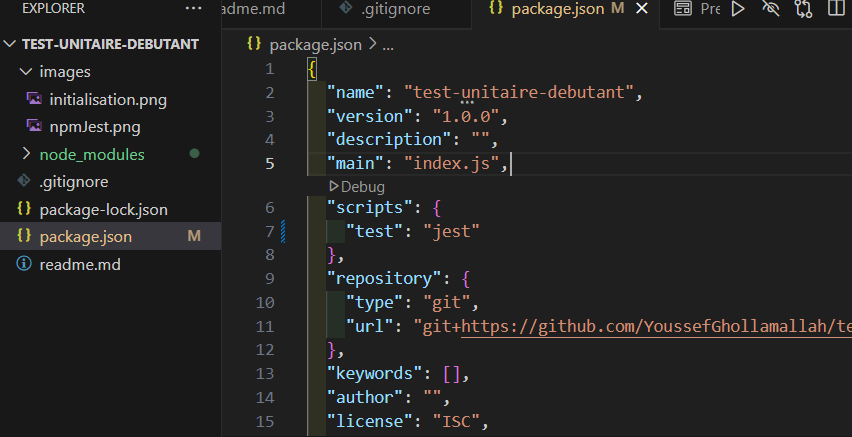 EXPLORER
...
TEST-UNITAIRE-DEBUTANT
images
initialisation.png
npmJest.png
node_modules
.gitignore
package-lock.json
package.json M
readme.md
adme.md
.gitignore
package.json M
Pre
package.json > ...
1 {
2 "name": "test-unitaire-debutant",
3 "version": "1.0.0",
4 "description": "",
5 "main": "index.js",
Debug
6 "scripts": {
7 "test": "jest"
8 },
9 "repository": {
10 "type": "git",
11 "url": "git+https://github.com/YoussefGhollamallah/te
12 },
13 "keywords": [],
14 "author": "",
15 "license": "ISC",